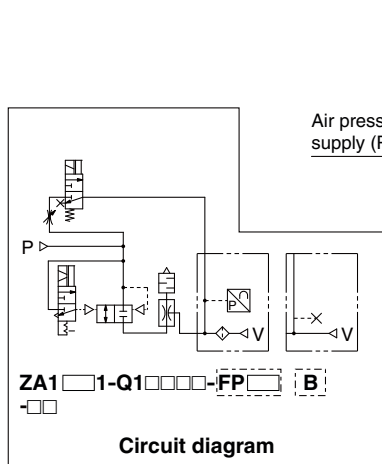 Air press
supply (F
P
P
V
V
ZA1□1-Q1□□□□-FP□ B
-□□
Circuit diagram